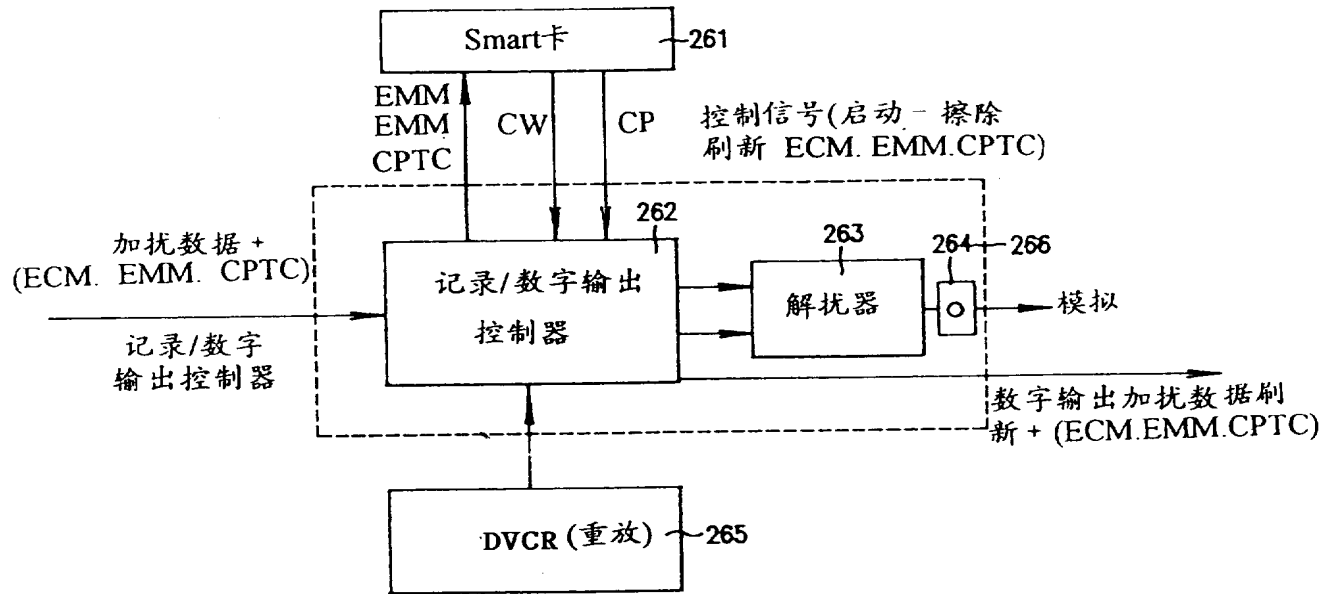 Smart卡
261
EMM
EMM
CPTC
CW
CP
控制信号(启动-擦除
刷新 ECM. EMM.CPTC)
加扰数据+
(ECM. EMM. CPTC)
记录/数字
输出控制器
262
记录/数字输出
控制器
263
解扰器
264
266
模拟
数字输出加扰数据刷
新+(ECM.EMM.CPTC)
DVCR(重放)
265